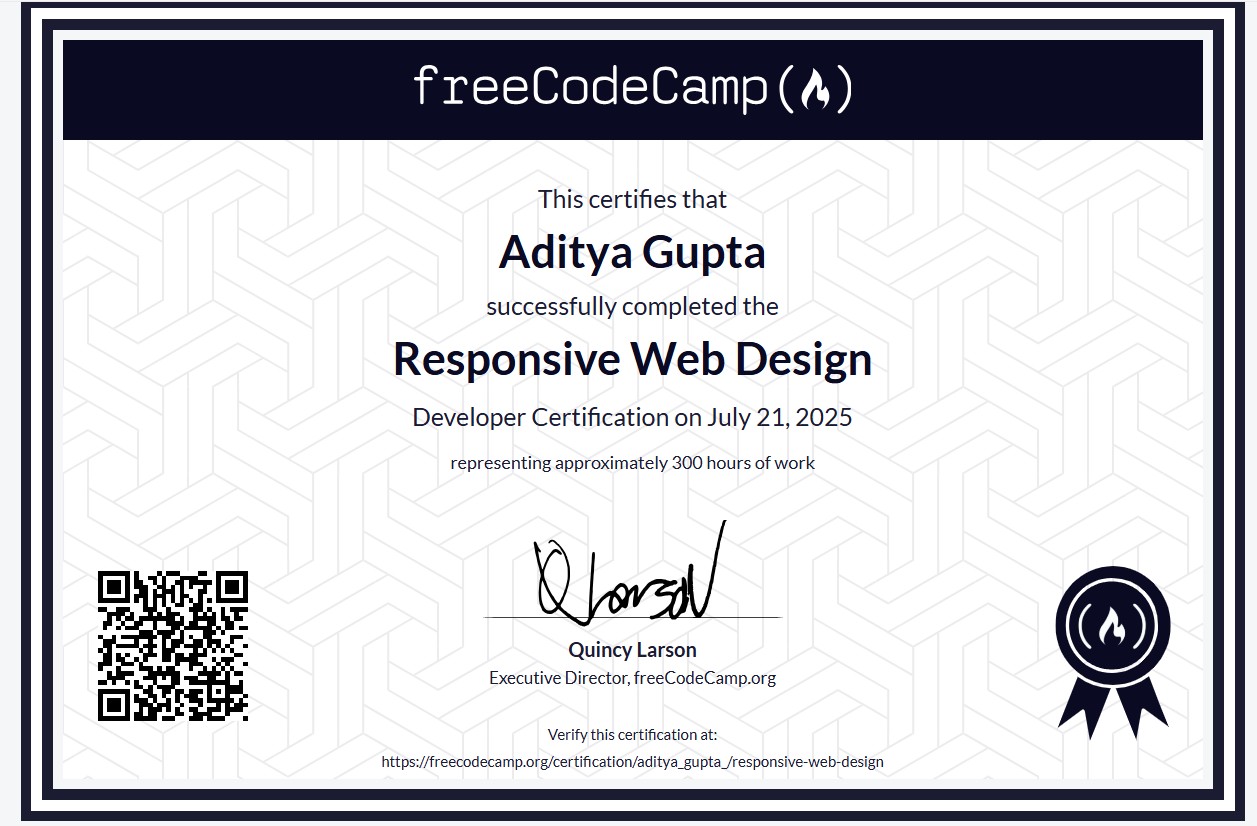 freeCodeCamp(🔥)
This certifies that
Aditya Gupta
successfully completed the
Responsive Web Design
Developer Certification on July 21, 2025
representing approximately 300 hours of work
Quincy Larson
Executive Director, freeCodeCamp.org
Verify this certification at:
https://freecodecamp.org/certification/aditya_gupta_/responsive-web-design